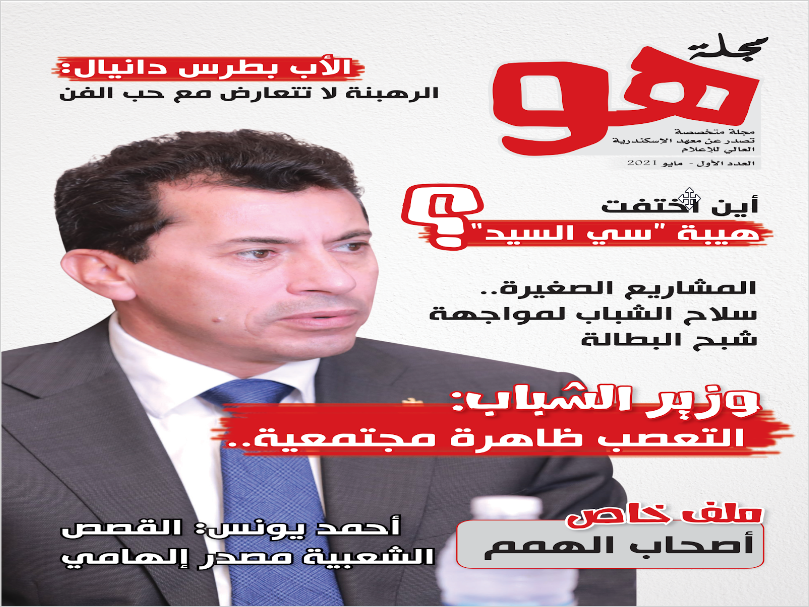 مجلة
هو
مجلة متخصصة
تصدر عن معهد الإسكندرية
العالي للإعلام
العدد الأول - مايو 2021
الأب بطرس دانيال:
الرهبنة لا تتعارض مع حب الفن
أين اختفت
هيبة "سي السيد"؟
المشاريع الصغيرة..
سلاح الشباب لمواجهة
شبح البطالة
وزير الشباب:
التعصب ظاهرة مجتمعية..
ملف خاص
أصحاب الهمم
أحمد يونس: القصص
الشعبية مصدر إلهامي